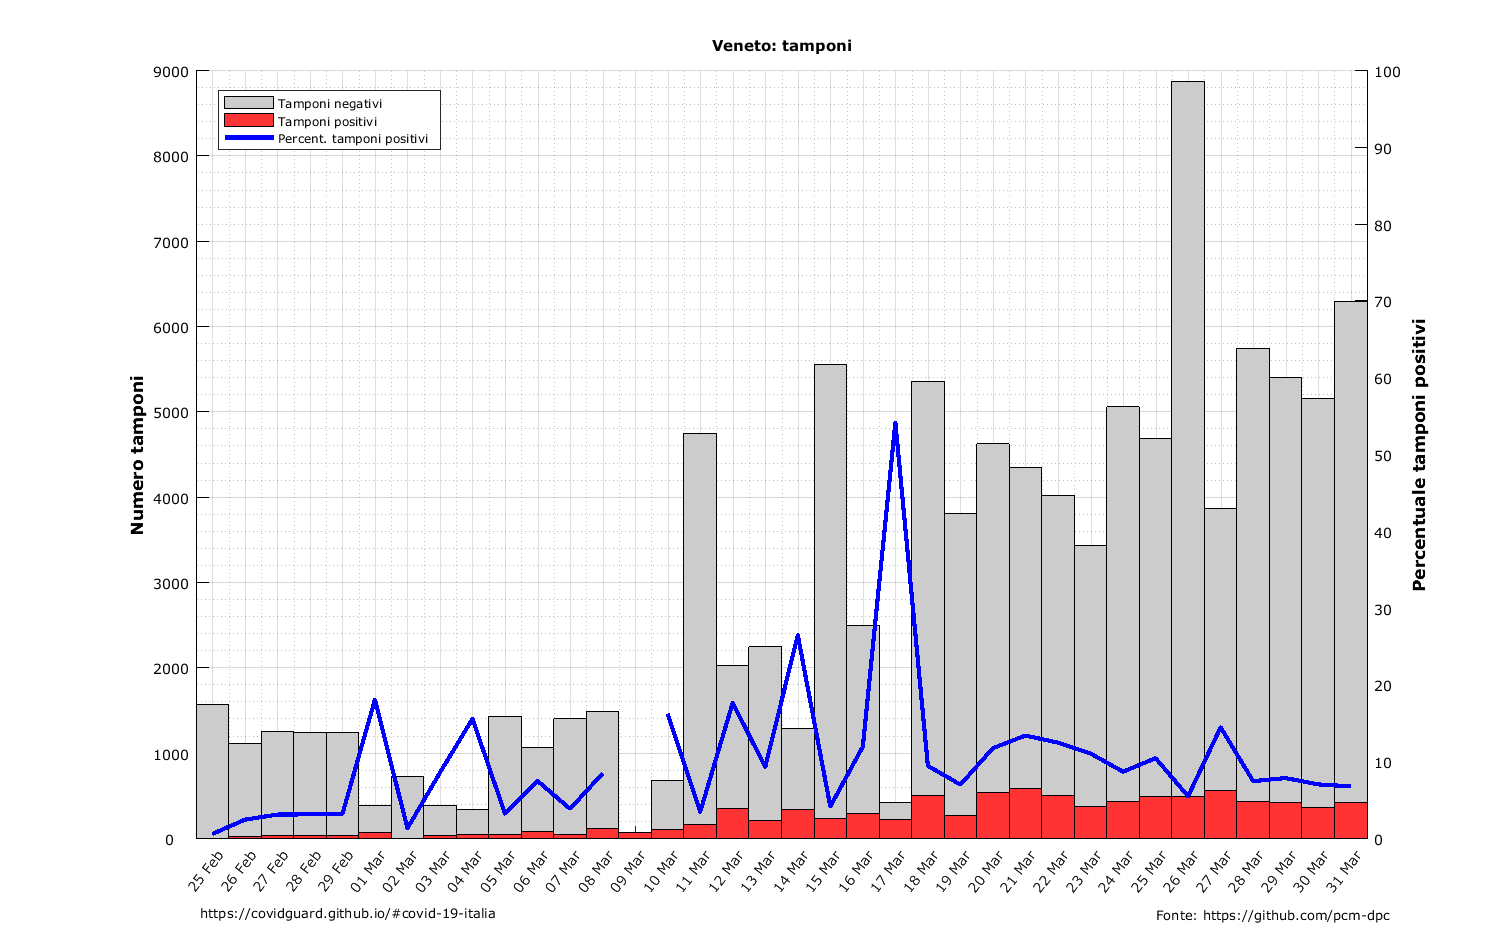 Veneto: tamponi
Tamponi negativi
Tamponi positivi
Percent. tamponi positivi
9000
8000
7000
6000
5000
4000
3000
2000
1000
0
Numero tamponi
100
90
80
70
60
50
40
30
20
10
0
Percentuale tamponi positivi
25 Feb
26 Feb
27 Feb
28 Feb
29 Feb
01 Mar
02 Mar
03 Mar
04 Mar
05 Mar
06 Mar
07 Mar
08 Mar
09 Mar
10 Mar
11 Mar
12 Mar
13 Mar
14 Mar
15 Mar
16 Mar
17 Mar
18 Mar
19 Mar
20 Mar
21 Mar
22 Mar
23 Mar
24 Mar
25 Mar
26 Mar
27 Mar
28 Mar
29 Mar
30 Mar
31 Mar
https://covidguard.github.io/#covid-19-italia
Fonte: https://github.com/pcm-dpc